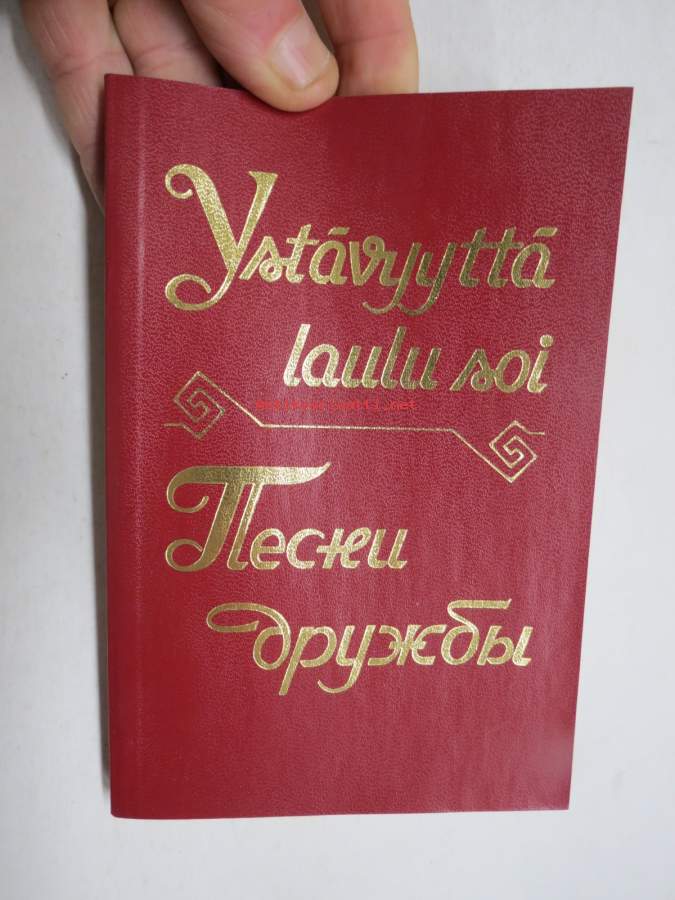 Ystävyyttä
laulu soi
Песни
дружбы